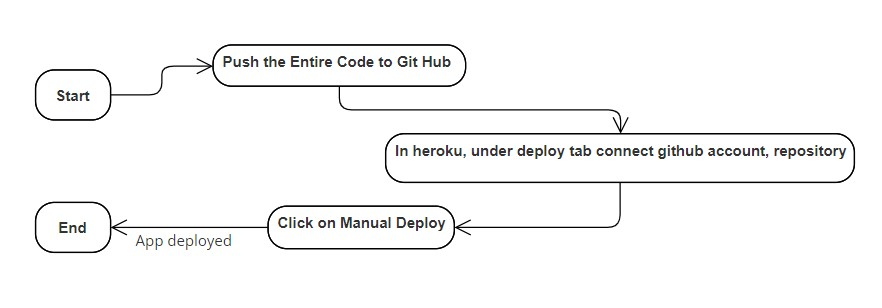 Push the Entire Code to Git Hub
Start
In heroku, under deploy tab connect github account, repository
Click on Manual Deploy
End
App deployed